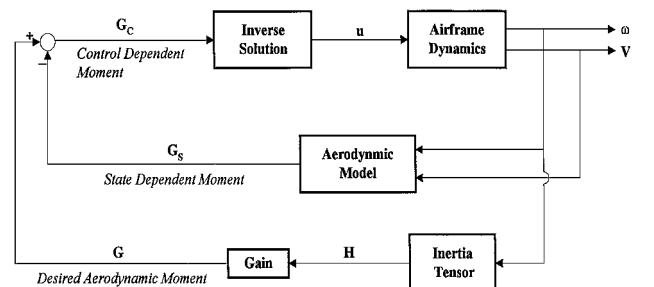 G_C
Control Dependent
Moment
+
−
Inverse
Solution
u
Airframe
Dynamics
ω
V
G_S
State Dependent Moment
Aerodynmic
Model
G
Desired Aerodynamic Moment
Gain
H
Inertia
Tensor